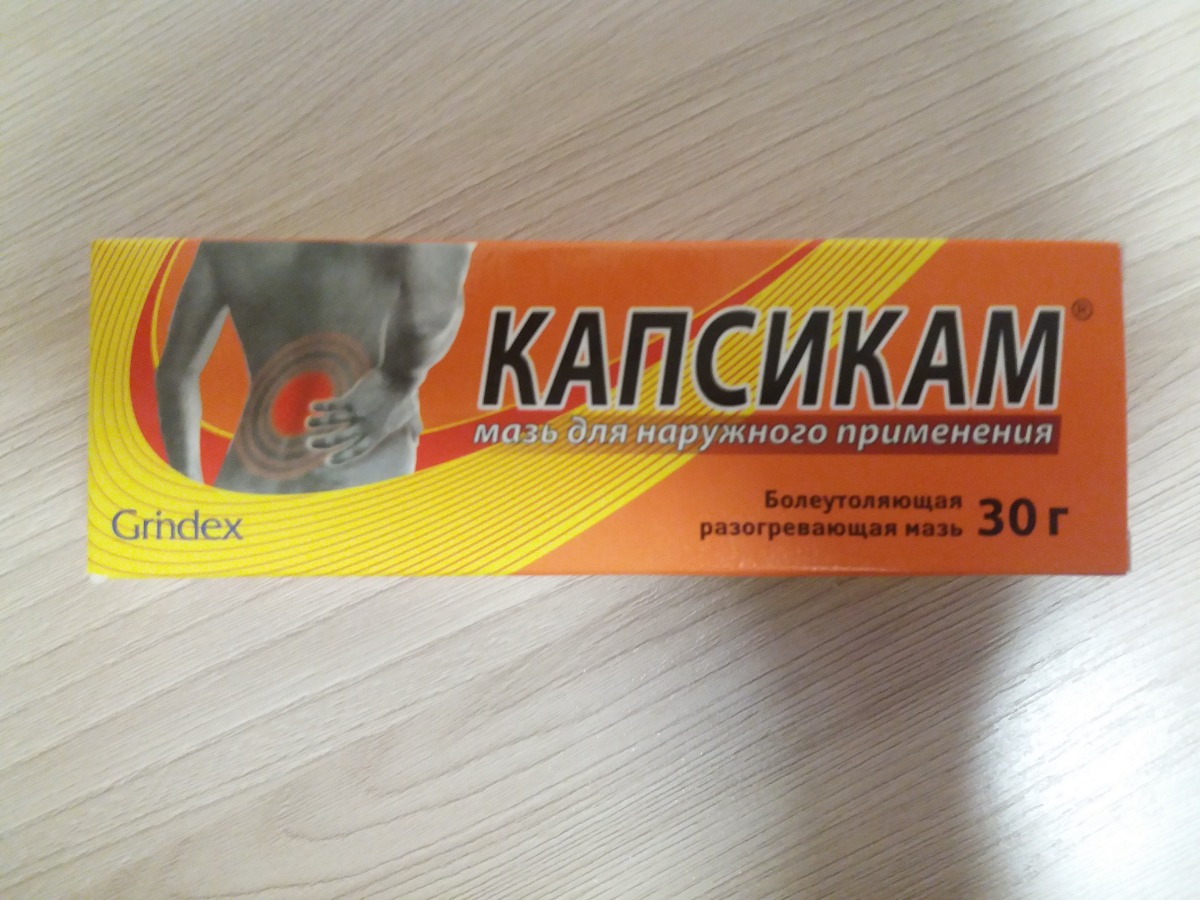 КАПСИКАМ®
мазь для наружного применения
Болеутоляющая
разогревающая мазь 30 г
Grindex